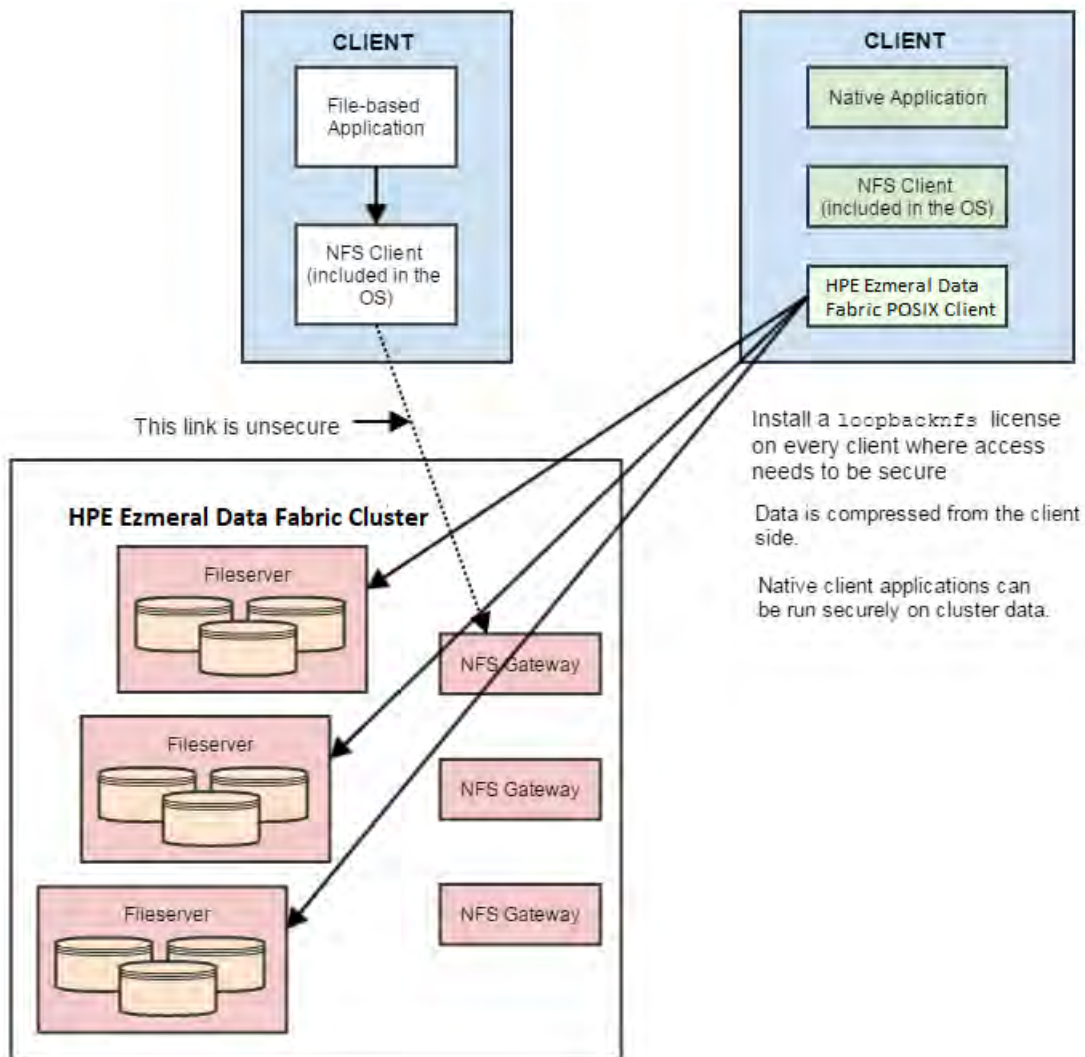 CLIENT
File-based
Application
NFS Client
(included in the
OS)
CLIENT
Native Application
NFS Client
(included in the OS)
HPE Ezmeral Data
Fabric POSIX Client
This link is unsecure
Install a loopbacknfs license
on every client where access
needs to be secure
Data is compressed from the client
side.
Native client applications can
be run securely on cluster data.
HPE Ezmeral Data Fabric Cluster
Fileserver
NFS Gateway
Fileserver
NFS Gateway
Fileserver
NFS Gateway